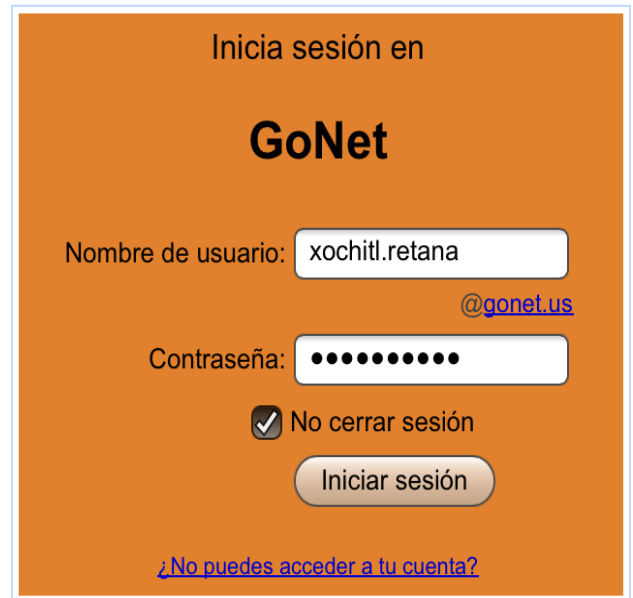 Inicia sesión en
GoNet
Nombre de usuario: xochitl.retana
@gonet.us
Contraseña: ••••••••••
No cerrar sesión
Iniciar sesión
¿No puedes acceder a tu cuenta?